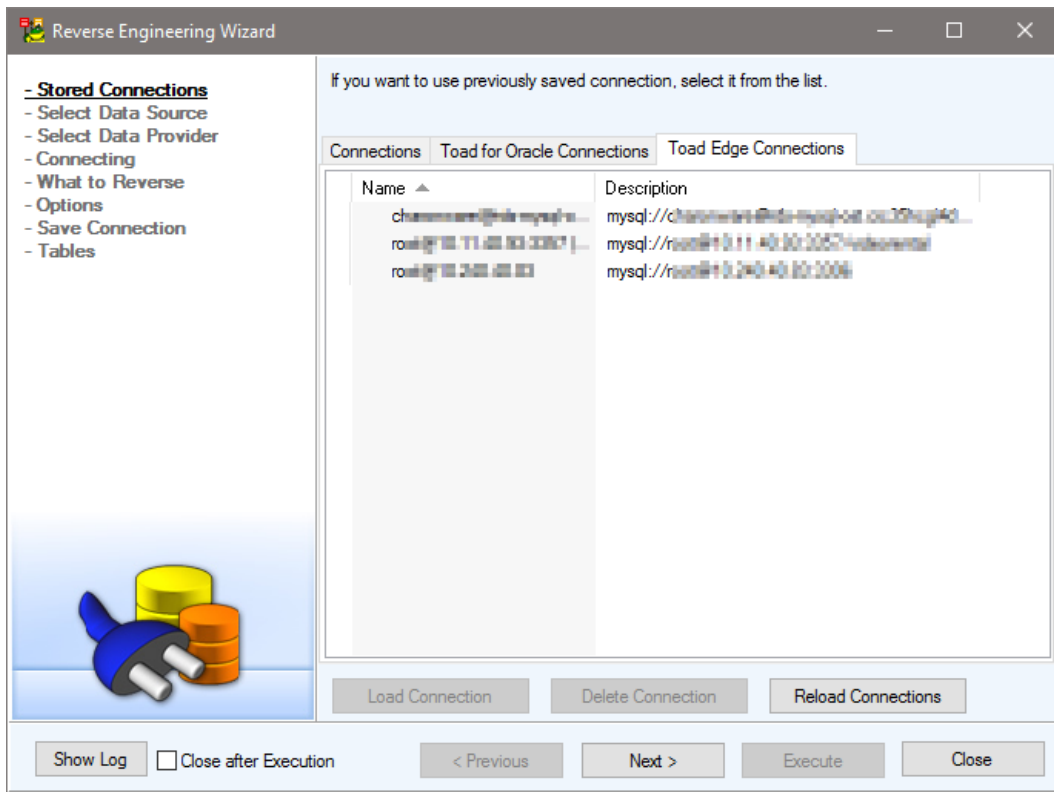 Reverse Engineering Wizard
- Stored Connections
- Select Data Source
- Select Data Provider
- Connecting
- What to Reverse
- Options
- Save Connection
- Tables
If you want to use previously saved connection, select it from the list.
Connections Toad for Oracle Connections Toad Edge Connections
Name Description
mysql://
mysql://
mysql://
Load Connection Delete Connection Reload Connections
Show Log Close after Execution < Previous Next > Execute Close